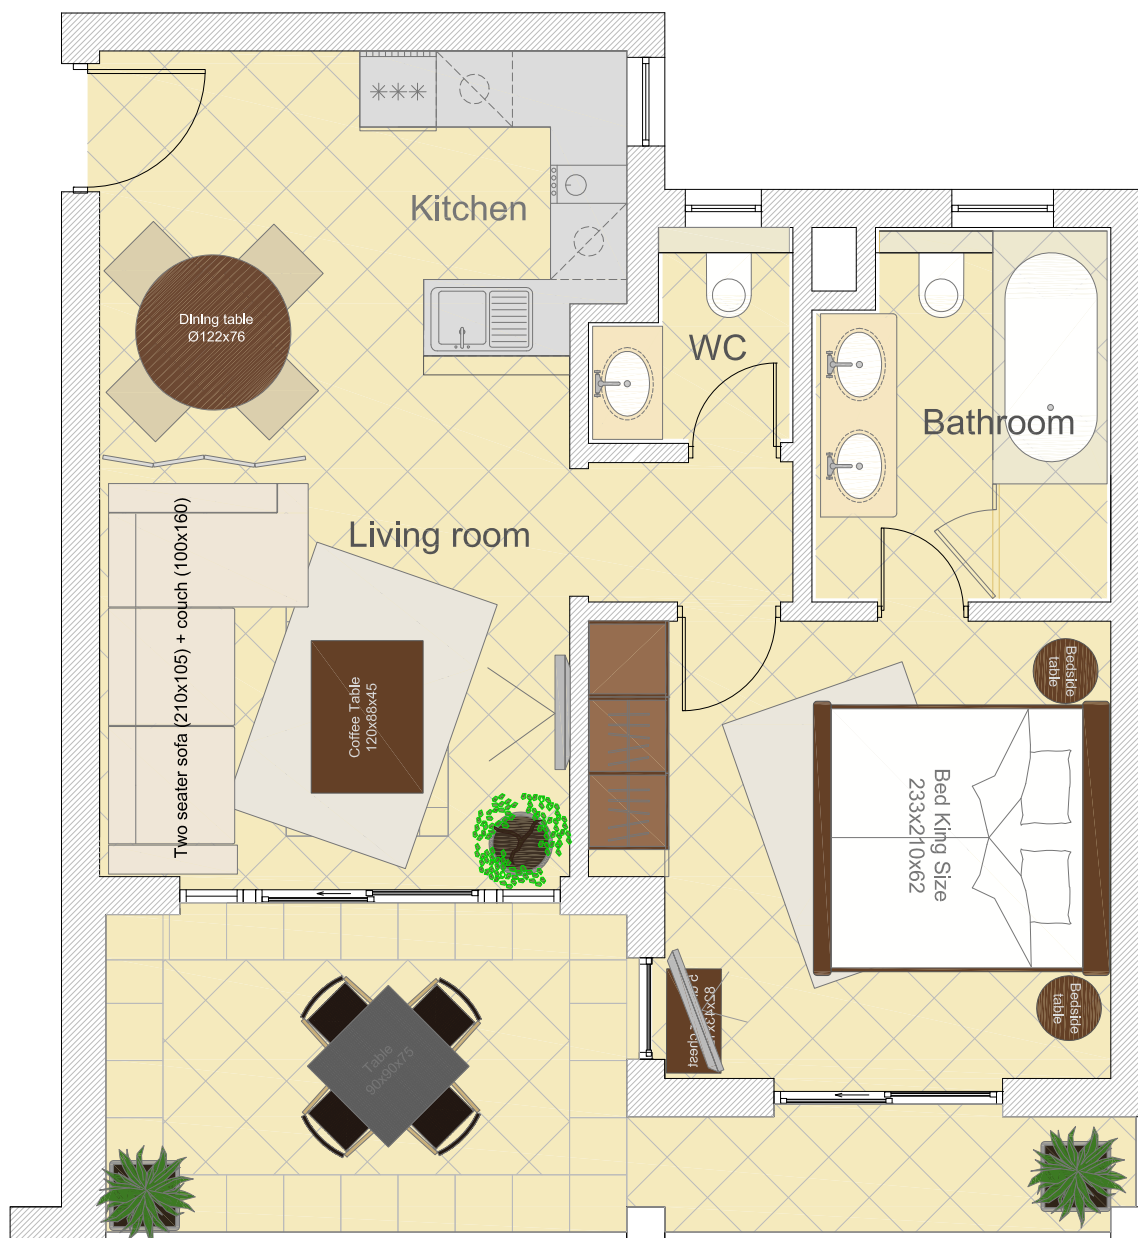 Kitchen
Dining table
Ø122x76
WC
Bathroom
Living room
Two seater sofa (210x105) + couch (100x160)
Coffee Table
120x88x45
Bedside
table
Bed King Size
233x210x62
Bedside
table
chest
Table
90x90x75